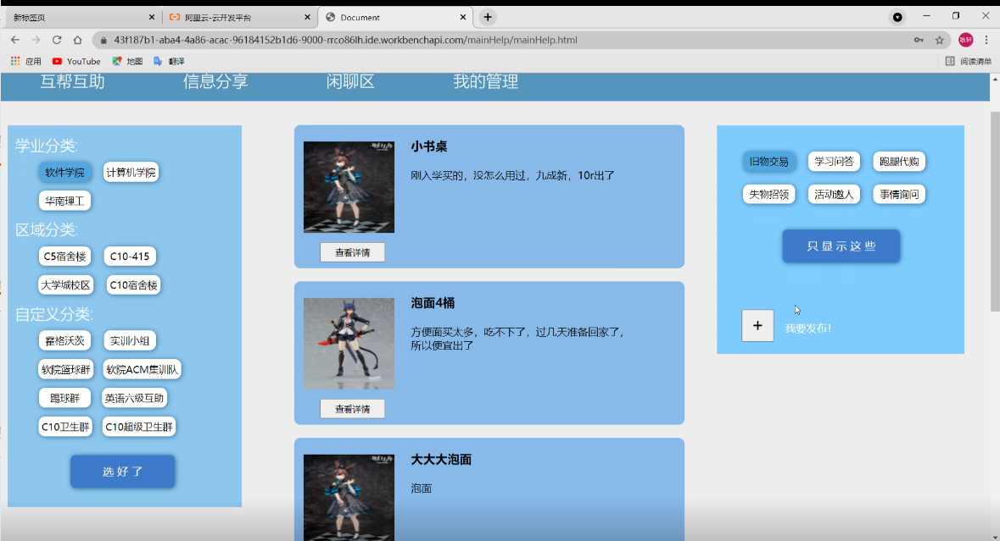 新标签页
阿里云-云开发平台
Document
43f187b1-aba4-4a86-acac-96184152b1d6-9000-rrco86lh.ide.workbenchapi.com/mainHelp/mainHelp.html
耿轩
应用
YouTube
地图
翻译
阅读清单
互帮互助
信息分享
闲聊区
我的管理
学业分类:
软件学院
计算机学院
华南理工
区域分类:
C5宿舍楼
C10-415
大学城校区
C10宿舍楼
自定义分类:
霍格沃茨
实训小组
软院篮球群
软院ACM集训队
踢球群
英语六级互助
C10卫生群
C10超级卫生群
选好了
小书桌
刚入学买的，没怎么用过，九成新，10r出了
查看详情
泡面4桶
方便面买太多，吃不下了，过几天准备回家了，
所以便宜出了
查看详情
大大大泡面
泡面
旧物交易
学习问答
跑腿代购
失物招领
活动邀人
事情询问
只显示这些
+
我要发布!